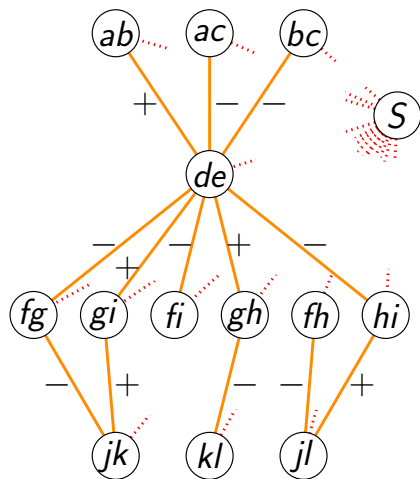 ab ac bc
+ − − S
de
− + − + −
fg gi fi gh fh hi
− + − − +
jk kl jl